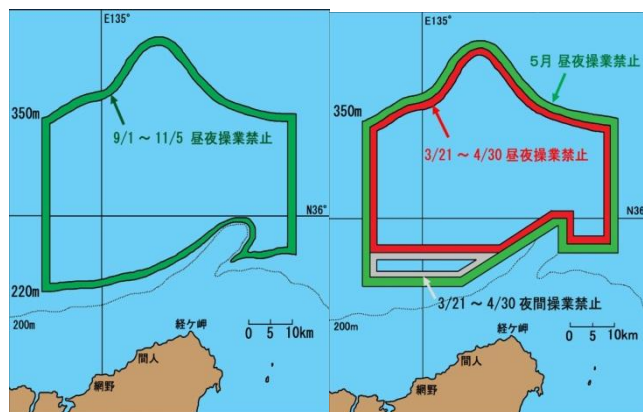 E135°
350m
9/1 ~ 11/5 昼夜操業禁止
N36°
220m
200m
経ケ岬
間人
網野
0 5 10km
E135°
5月 昼夜操業禁止
350m
3/21 ~ 4/30 昼夜操業禁止
N36°
220m
3/21 ~ 4/30 夜間操業禁止
200m
経ケ岬
間人
網野
0 5 10km